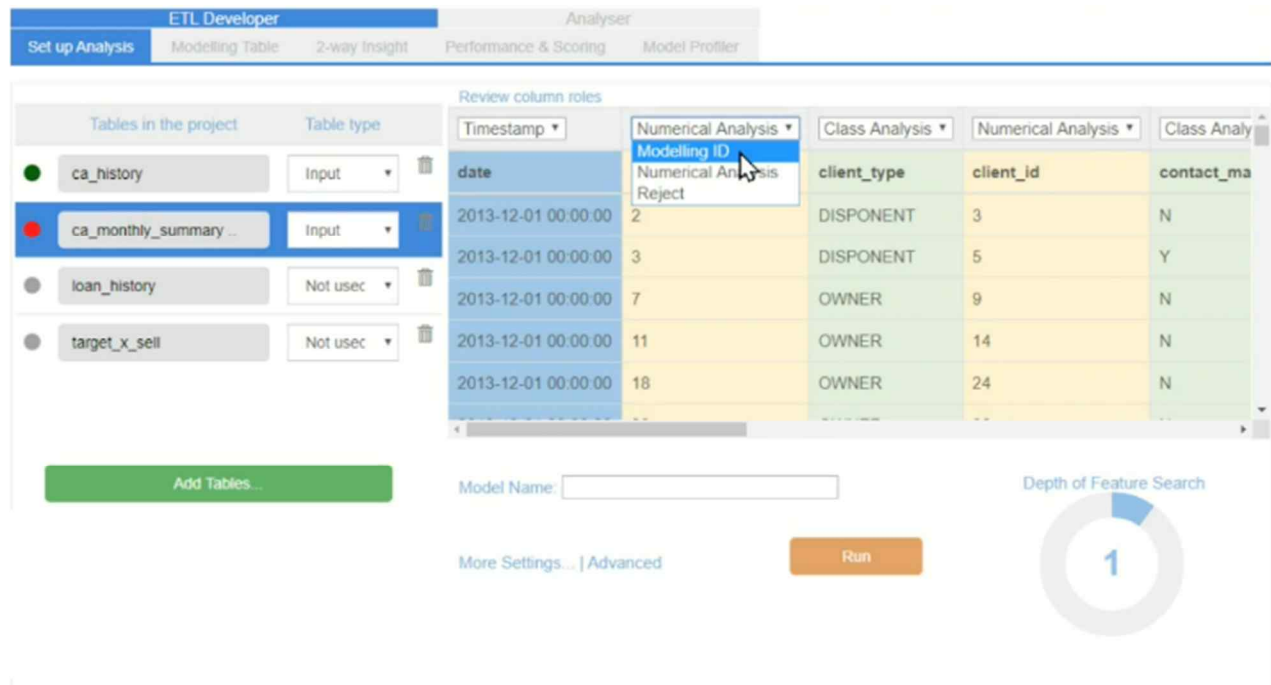 ETL Developer Analyser
Set up Analysis Modelling Table 2-way Insight Performance & Scoring Model Profiler
Review column roles
Tables in the project Table type
Timestamp Numerical Analysis Class Analysis Numerical Analysis Class Analy
Modelling ID
Numerical Analysis
Reject
ca_history Input
date client_type client_id contact_ma
2013-12-01 00:00:00 2 DISPONENT 3 N
ca_monthly_summary .. Input
2013-12-01 00:00:00 3 DISPONENT 5 Y
loan_history Not usec
2013-12-01 00:00:00 7 OWNER 9 N
target_x_sell Not usec
2013-12-01 00:00:00 11 OWNER 14 N
2013-12-01 00:00:00 18 OWNER 24 N
Add Tables...
Model Name:
Depth of Feature Search
More Settings... | Advanced
Run
1